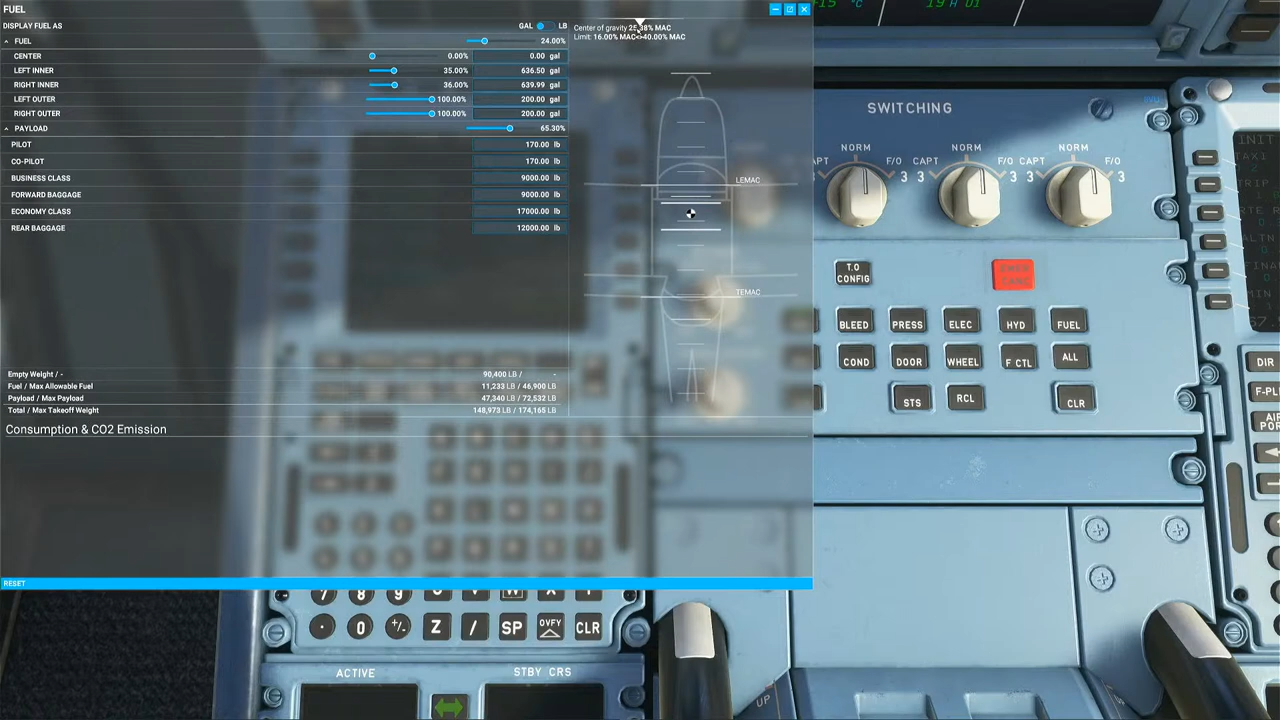 FUEL
DISPLAY FUEL AS GAL LB
FUEL 24.00%
CENTER 0.00% 0.00 gal
LEFT INNER 35.00% 636.50 gal
RIGHT INNER 36.00% 639.99 gal
LEFT OUTER 100.00% 200.00 gal
RIGHT OUTER 100.00% 200.00 gal
PAYLOAD 65.30%
PILOT 170.00 lb
CO-PILOT 170.00 lb
BUSINESS CLASS 9000.00 lb
FORWARD BAGGAGE 9000.00 lb
ECONOMY CLASS 17000.00 lb
REAR BAGGAGE 12000.00 lb
Empty Weight / - 90,400 LB / -
Fuel / Max Allowable Fuel 11,233 LB / 46,900 LB
Payload / Max Payload 47,340 LB / 72,532 LB
Total / Max Takeoff Weight 148,973 LB / 174,165 LB
Consumption & CO2 Emission
RESET
Center of gravity MAC
Limit: 16.00% MAC<>40.00% MAC
LEMAC
TEMAC
SWITCHING
NORM NORM NORM
F/O CAPT F/O CAPT F/O
3 3 3 3 3
T.O
CONFIG
BLEED PRESS ELEC HYD FUEL
COND DOOR WHEEL F CTL ALL
STS RCL CLR
DIR
INIT
7 8 9
. 0 +/- Z / SP OVFY CLR
ACTIVE STBY CRS
UP